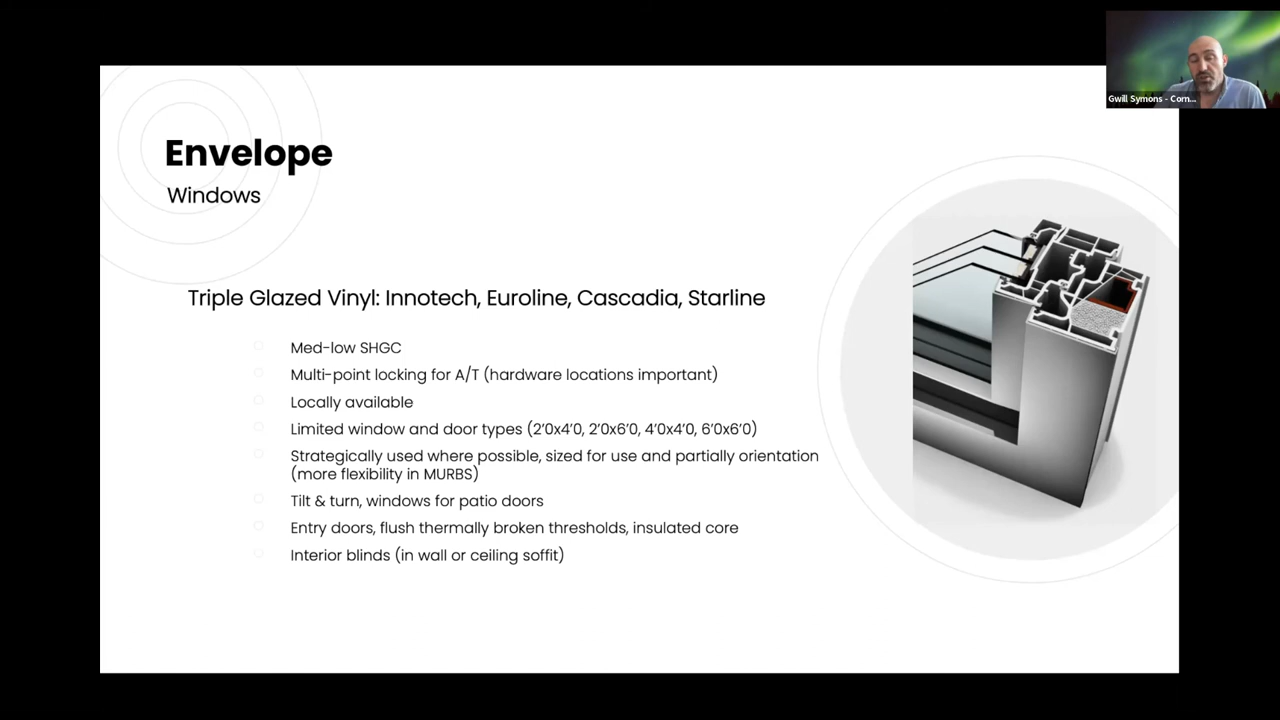 Gwill Symons - Corn...
Envelope
Windows
Triple Glazed Vinyl: Innotech, Euroline, Cascadia, Starline
Med-low SHGC
Multi-point locking for A/T (hardware locations important)
Locally available
Limited window and door types (2'0x4'0, 2'0x6'0, 4'0x4'0, 6'0x6'0)
Strategically used where possible, sized for use and partially orientation
(more flexibility in MURBS)
Tilt & turn, windows for patio doors
Entry doors, flush thermally broken thresholds, insulated core
Interior blinds (in wall or ceiling soffit)